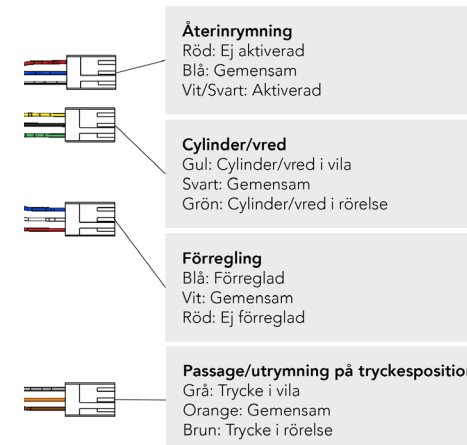 Återinrymning
Röd: Ej aktiverad
Blå: Gemensam
Vit/Svart: Aktiverad
Cylinder/vred
Gul: Cylinder/vred i vila
Svart: Gemensam
Grön: Cylinder/vred i rörelse
Förregling
Blå: Förreglad
Vit: Gemensam
Röd: Ej förreglad
Passage/utrymning på tryckesposition
Grå: Trycke i vila
Orange: Gemensam
Brun: Trycke i rörelse